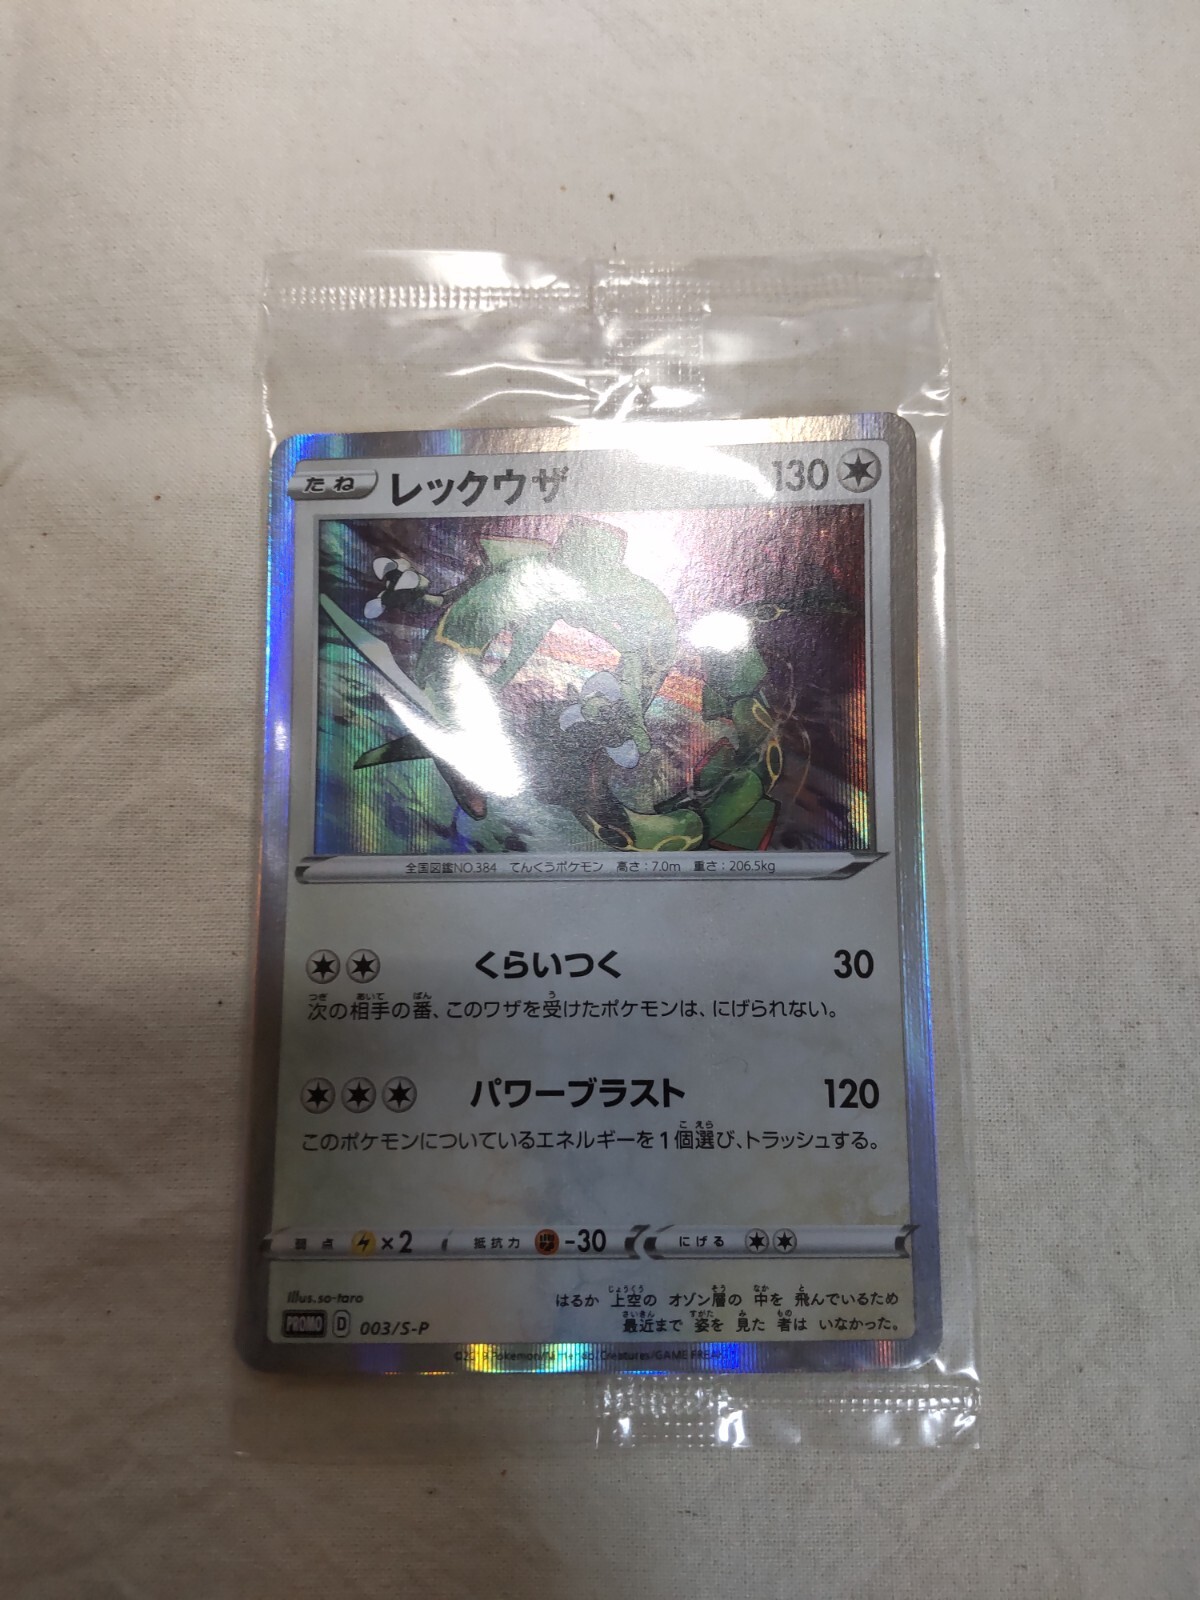 たね レックウザ 130
全国図鑑NO.384 てんくうポケモン 高さ:7.0m 重さ:206.5kg
くらいつく 30
次の相手の番、このワザを受けたポケモンは、にげられない。
パワーブラスト 120
このポケモンについているエネルギーを1個選び、トラッシュする。
弱点 ×2 抵抗力 -30 にげる
illus.so-taro
はるか 上空の オゾン層の 中を 飛んでいるため
最近まで 姿を 見た 者は いなかった。
PROMO D 003/S-P
Pokémon/Nintendo/Creatures/GAME FREAK